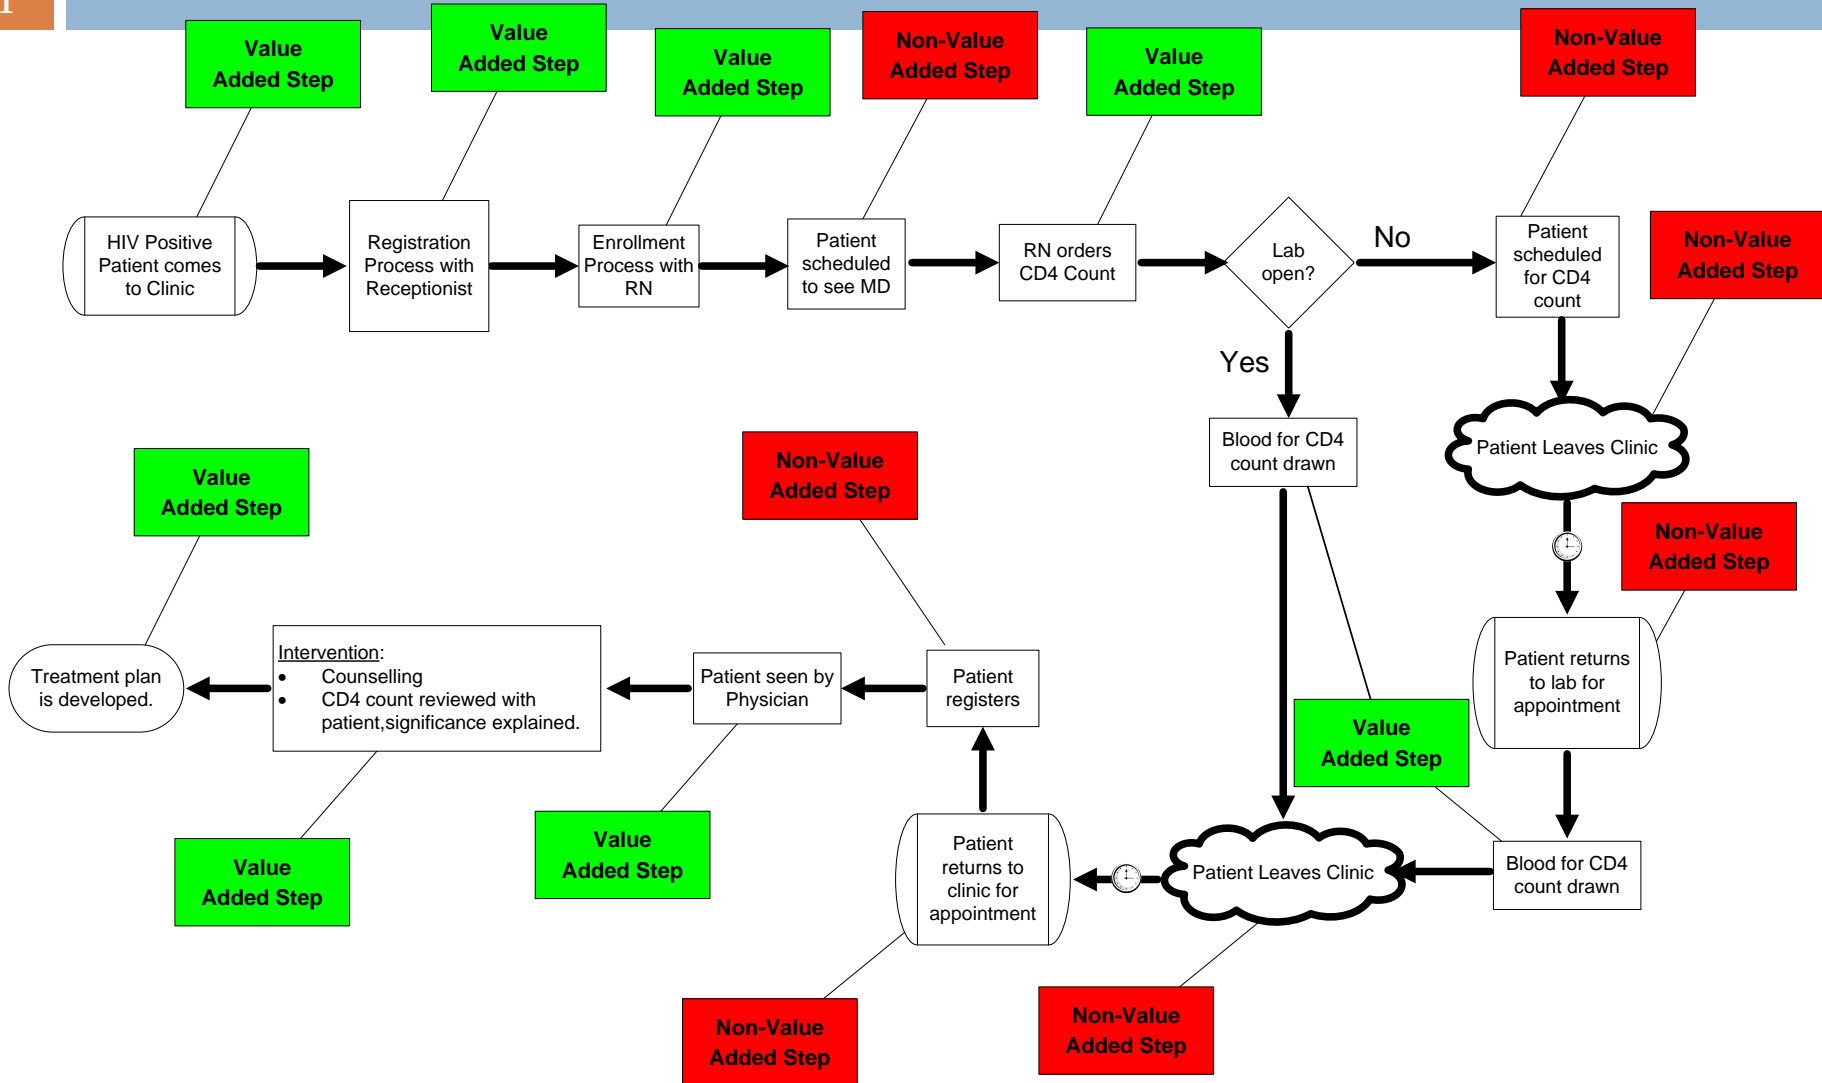 Value
Added Step
Value
Added Step
Value
Added Step
Non-Value
Added Step
Value
Added Step
Non-Value
Added Step
HIV Positive
Patient comes
to Clinic
Registration
Process with
Receptionist
Enrollment
Process with
RN
Patient
scheduled
to see MD
RN orders
CD4 Count
Lab
open?
No
Patient
scheduled
for CD4
count
Non-Value
Added Step
Yes
Blood for CD4
count drawn
Patient Leaves Clinic
Value
Added Step
Non-Value
Added Step
Non-Value
Added Step
Treatment plan
is developed.
Intervention:
• Counselling
• CD4 count reviewed with
patient,significance explained.
Patient seen by
Physician
Patient
registers
Patient returns
to lab for
appointment
Value
Added Step
Value
Added Step
Value
Added Step
Patient
returns to
clinic for
appointment
Patient Leaves Clinic
Blood for CD4
count drawn
Non-Value
Added Step
Non-Value
Added Step